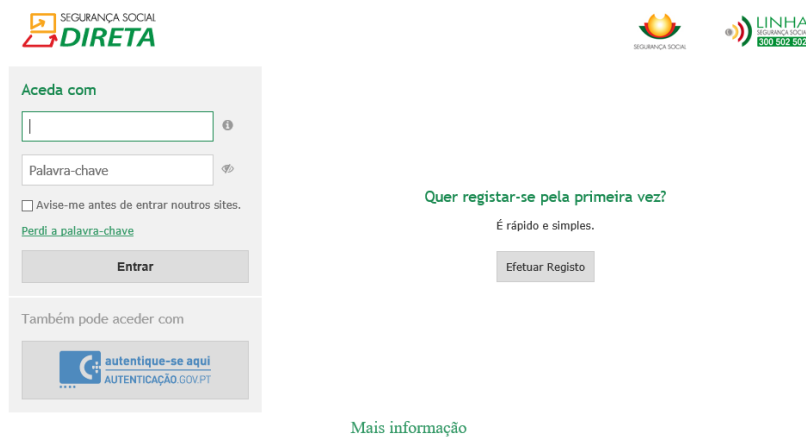 SEGURANÇA SOCIAL
DIRETA
SEGURANÇA SOCIAL
LINHA
SEGURANÇA SOCIAL
300 502 502
Aceda com
Palavra-chave
Avise-me antes de entrar noutros sites.
Perdi a palavra-chave
Entrar
Quer registar-se pela primeira vez?
É rápido e simples.
Efetuar Registo
Também pode aceder com
autentique-se aqui
AUTENTICAÇÃO.GOV.PT
Mais informação